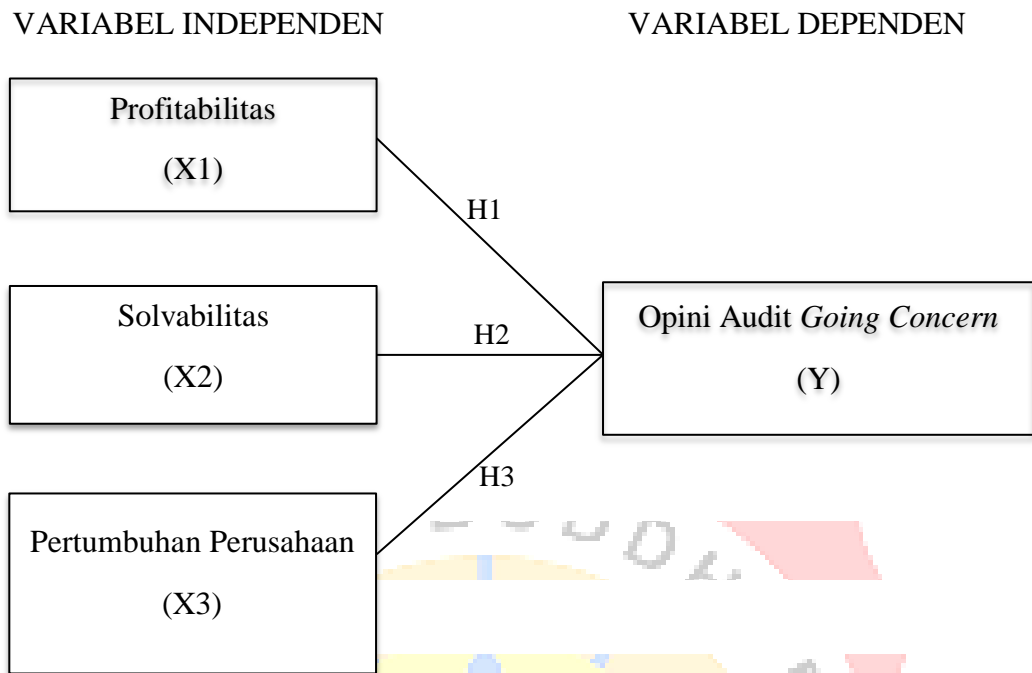 VARIABEL INDEPENDEN
VARIABEL DEPENDEN
Profitabilitas
(X1)
H1
Solvabilitas
(X2)
H2
Opini Audit Going Concern
(Y)
H3
Pertumbuhan Perusahaan
(X3)